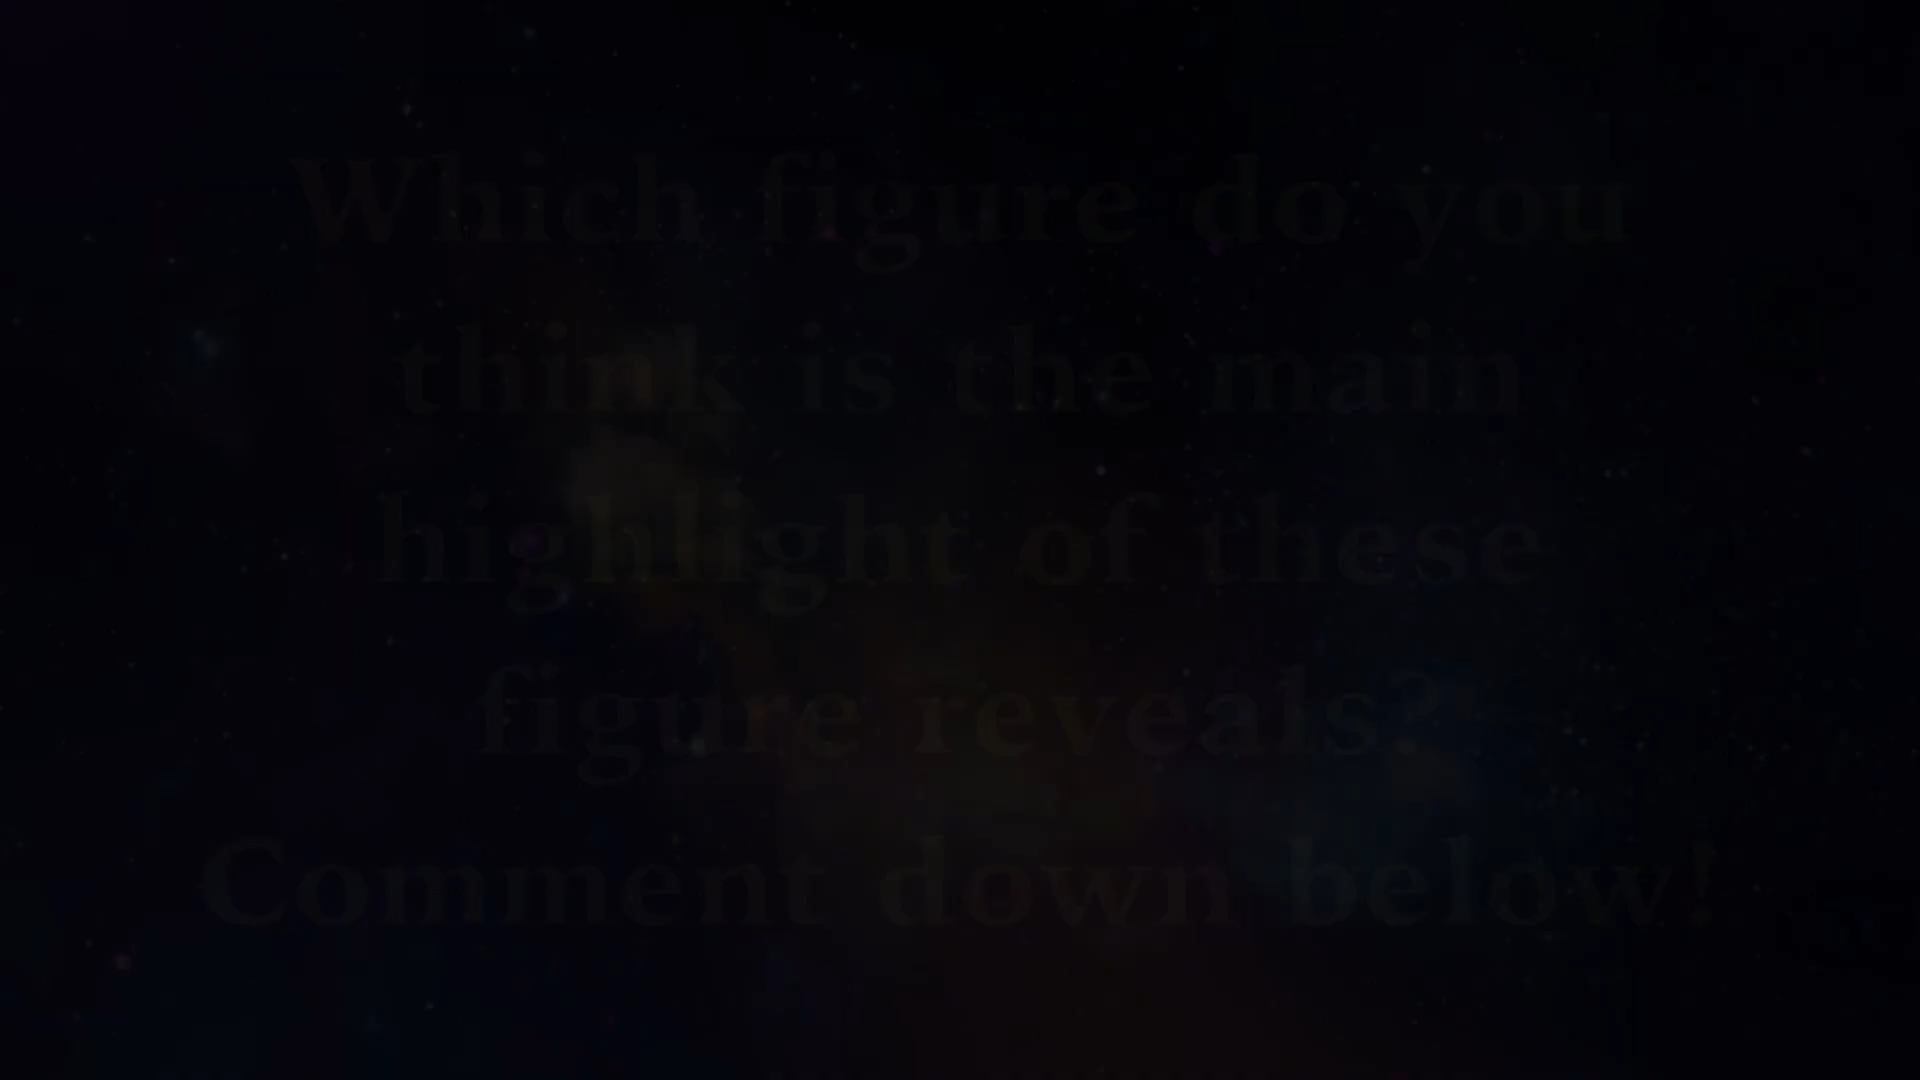 Which figure do you
think is the main
highlight of these
figure reveals?
Comment down below!